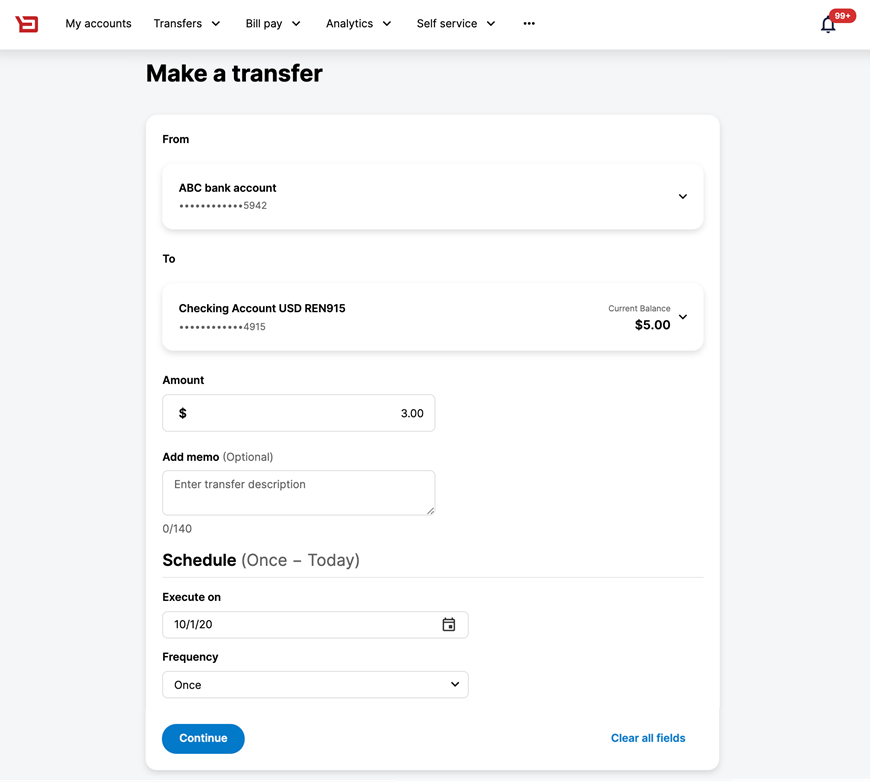 My accounts Transfers Bill pay Analytics Self service ••• 99+
Make a transfer
From
ABC bank account
••••••••••••5942
To
Checking Account USD REN915 Current Balance
••••••••••••4915 $5.00
Amount
$ 3.00
Add memo (Optional)
Enter transfer description
0/140
Schedule (Once – Today)
Execute on
10/1/20
Frequency
Once
Continue Clear all fields